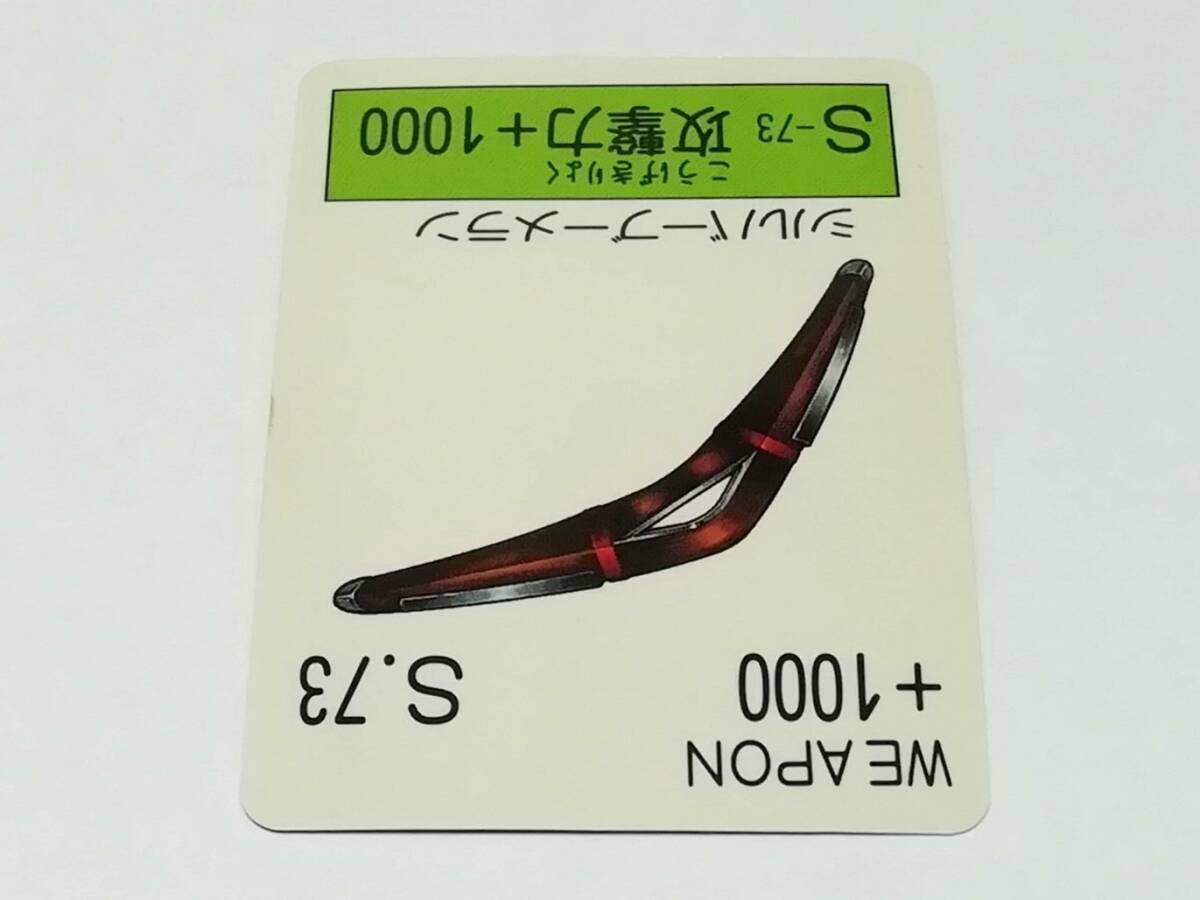 WEAPON
+1000 S.73
シルバーブーメラン
こうげきりょく
S-73 攻撃力+1000